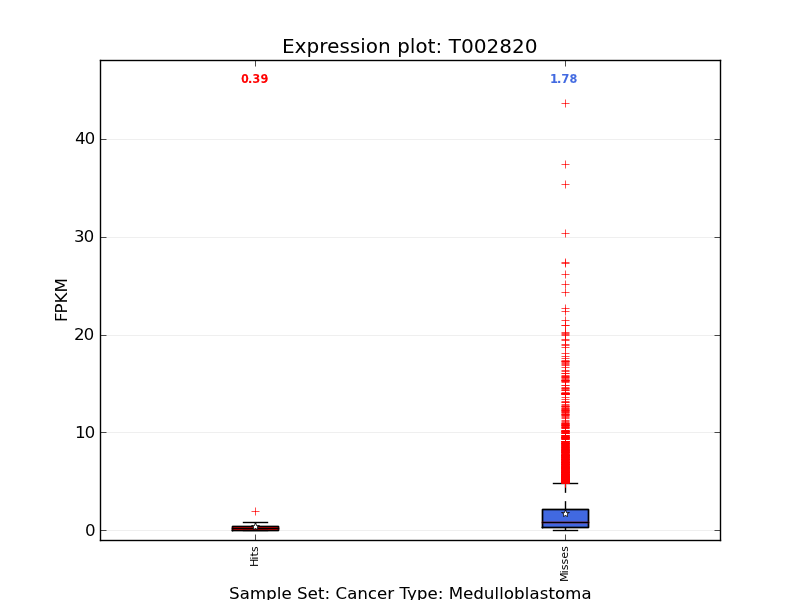 Expression plot: T002820
0.39
1.78
40
30
20
10
0
FPKM
Hits
Misses
Sample Set: Cancer Type: Medulloblastoma